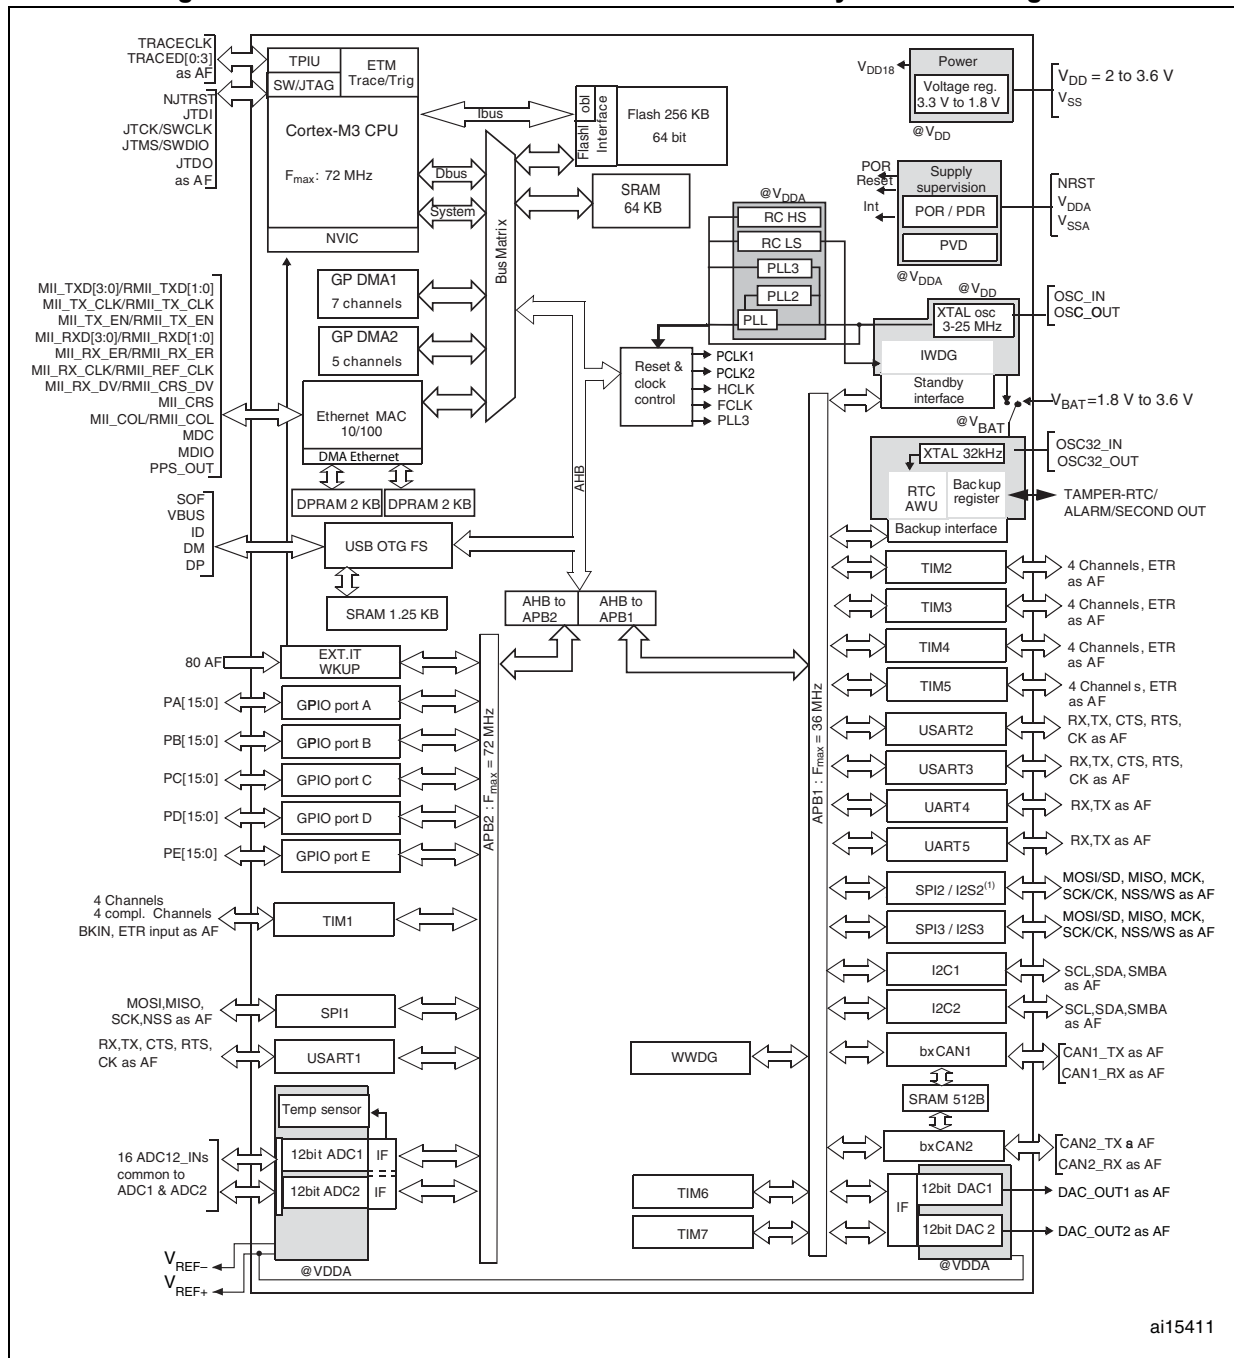 TRACECLK
TRACED[0:3]
as AF
NJTRST
JTDI
JTCK/SWCLK
JTMS/SWDIO
JTDO
as AF
TPIU
ETM
Trace/Trig
SW/JTAG
Cortex-M3 CPU
Fmax: 72 MHz
NVIC
Ibus
Dbus
System
Bus Matrix
Flashl obl
Interface
Flash 256 KB
64 bit
SRAM
64 KB
GP DMA1
7 channels
GP DMA2
5 channels
MII_TXD[3:0]/RMII_TXD[1:0]
MII_TX_CLK/RMII_TX_CLK
MII_TX_EN/RMII_TX_EN
MII_RXD[3:0]/RMII_RXD[1:0]
MII_RX_ER/RMII_RX_ER
MII_RX_CLK/RMII_REF_CLK
MII_RX_DV/RMII_CRS_DV
MII_CRS
MII_COL/RMII_COL
MDC
MDIO
PPS_OUT
Ethernet MAC
10/100
DMA Ethernet
DPRAM 2 KB
DPRAM 2 KB
SOF
VBUS
ID
DM
DP
USB OTG FS
SRAM 1.25 KB
AHB
@VDDA
RC HS
RC LS
PLL3
PLL2
PLL
Reset &
clock
control
PCLK1
PCLK2
HCLK
FCLK
PLL3
VDD18
Power
Voltage reg.
3.3 V to 1.8 V
@VDD
VDD = 2 to 3.6 V
VSS
POR
Reset
Int
Supply
supervision
POR / PDR
PVD
@VDDA
NRST
VDDA
VSSA
@VDD
XTAL osc
3-25 MHz
IWDG
Standby
interface
OSC_IN
OSC_OUT
VBAT=1.8 V to 3.6 V
@VBAT
XTAL 32kHz
RTC
AWU
Backup
register
Backup interface
OSC32_IN
OSC32_OUT
TAMPER-RTC/
ALARM/SECOND OUT
AHB to
APB2
AHB to
APB1
APB2 : Fmax = 72 MHz
APB1 : Fmax = 36 MHz
80 AF
EXT.IT
WKUP
PA[15:0]
GPIO port A
PB[15:0]
GPIO port B
PC[15:0]
GPIO port C
PD[15:0]
GPIO port D
PE[15:0]
GPIO port E
4 Channels
4 compl. Channels
BKIN, ETR input as AF
TIM1
MOSI,MISO,
SCK,NSS as AF
SPI1
RX,TX, CTS, RTS,
CK as AF
USART1
Temp sensor
16 ADC12_INs
common to
ADC1 & ADC2
12bit ADC1
IF
12bit ADC2
IF
VREF–
VREF+
@VDDA
TIM2
4 Channels, ETR
as AF
TIM3
4 Channels, ETR
as AF
TIM4
4 Channels, ETR
as AF
TIM5
4 Channels, ETR
as AF
USART2
RX,TX, CTS, RTS,
CK as AF
USART3
RX,TX, CTS, RTS,
CK as AF
UART4
RX,TX as AF
UART5
RX,TX as AF
SPI2 / I2S2(1)
MOSI/SD, MISO, MCK,
SCK/CK, NSS/WS as AF
SPI3 / I2S3
MOSI/SD, MISO, MCK,
SCK/CK, NSS/WS as AF
I2C1
SCL,SDA,SMBA
as AF
I2C2
SCL,SDA,SMBA
as AF
WWDG
bxCAN1
CAN1_TX as AF
CAN1_RX as AF
SRAM 512B
bxCAN2
CAN2_TX a AF
CAN2_RX as AF
TIM6
TIM7
IF
12bit DAC1
DAC_OUT1 as AF
12bit DAC 2
DAC_OUT2 as AF
@VDDA
ai15411